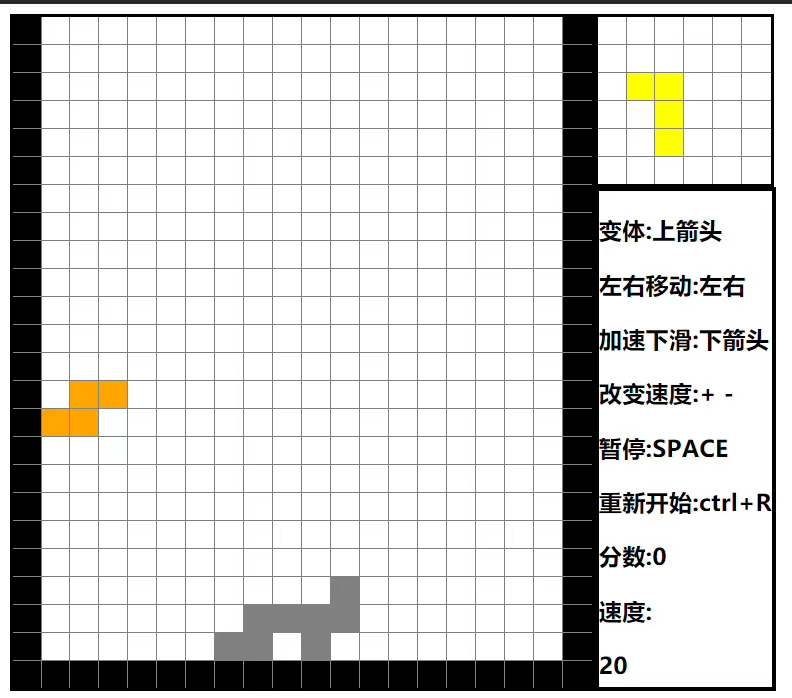 变体:上箭头
左右移动:左右
加速下滑:下箭头
改变速度:+ -
暂停:SPACE
重新开始:ctrl+R
分数:0
速度:
20